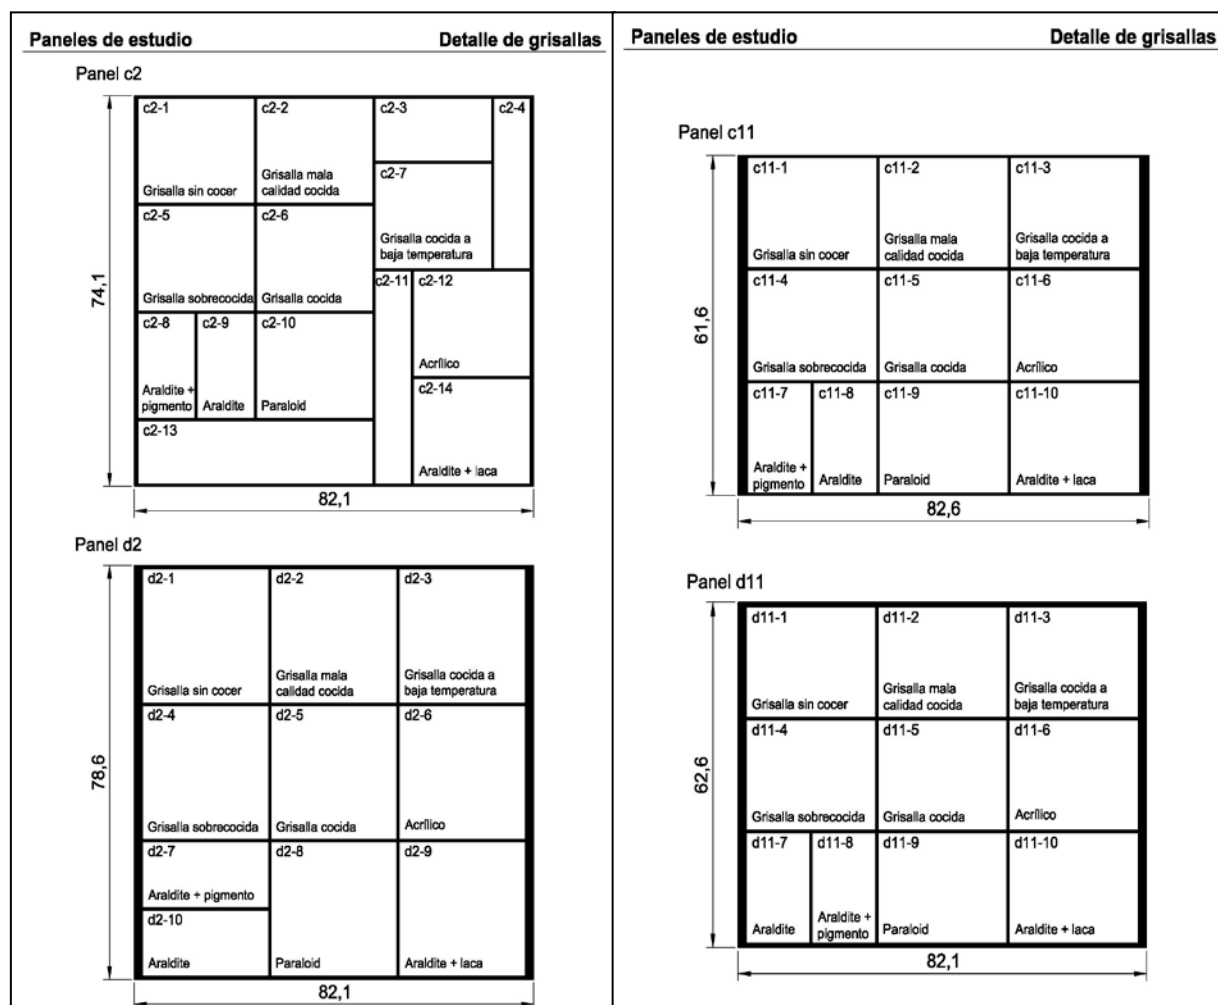 Paneles de estudio Detalle de grisallas
Panel c2
c2-1 c2-2 c2-3 c2-4
Grisalla sin cocer
Grisalla mala
calidad cocida
c2-7
Grisalla cocida a
baja temperatura
c2-5 c2-6
Grisalla sobrecocida Grisalla cocida
c2-11 c2-12
Acrílico
c2-8 c2-9 c2-10
Araldite +
pigmento Araldite Paraloid
c2-14
Araldite + laca
c2-13
74,1
82,1
Panel d2
d2-1 d2-2 d2-3
Grisalla sin cocer
Grisalla mala
calidad cocida
Grisalla cocida a
baja temperatura
d2-4 d2-5 d2-6
Grisalla sobrecocida Grisalla cocida Acrílico
d2-7 d2-8 d2-9
Araldite + pigmento
d2-10
Araldite Paraloid Araldite + laca
78,6
82,1
Paneles de estudio Detalle de grisallas
Panel c11
c11-1 c11-2 c11-3
Grisalla sin cocer
Grisalla mala
calidad cocida
Grisalla cocida a
baja temperatura
c11-4 c11-5 c11-6
Grisalla sobrecocida Grisalla cocida Acrílico
c11-7 c11-8 c11-9 c11-10
Araldite +
pigmento Araldite Paraloid Araldite + laca
61,6
82,6
Panel d11
d11-1 d11-2 d11-3
Grisalla sin cocer
Grisalla mala
calidad cocida
Grisalla cocida a
baja temperatura
d11-4 d11-5 d11-6
Grisalla sobrecocida Grisalla cocida Acrílico
d11-7 d11-8 d11-9 d11-10
Araldite
Araldite +
pigmento
Paraloid Araldite + laca
62,6
82,1